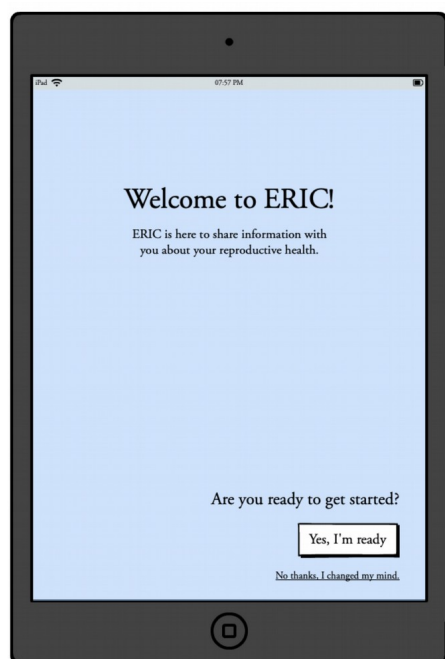 iPad 07:57 PM
Welcome to ERIC!
ERIC is here to share information with
you about your reproductive health.
Are you ready to get started?
Yes, I'm ready
No thanks, I changed my mind.